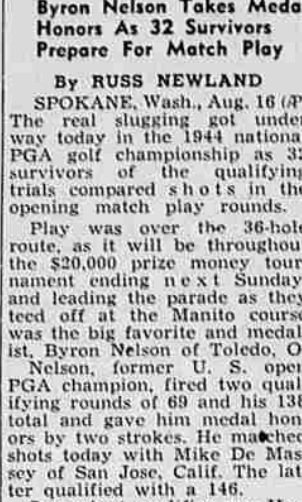 Byron Nelson Takes Meda
Honors As 32 Survivors
Prepare For Match Play
By RUSS NEWLAND
SPOKANE, Wash., Aug. 16 (AP
The real slugging got under
way today in the 1944 nationa
PGA golf championship as 32
survivors of the qualifying
trials compared shots in the
opening match play rounds.
Play was over the 36-hole
route, as it will be throughou
the $20,000 prize money tour
nament ending next Sunday
and leading the parade as they
teed off at the Manito course
was the big favorite and medal
ist, Byron Nelson of Toledo, O
Nelson, former U. S. open
PGA champion, fired two qual
ifying rounds of 69 and his 138
total and gave him medal hon
ors by two strokes. He matched
shots today with Mike De Mas
sey of San Jose, Calif. The lat
ter qualified with a 146.